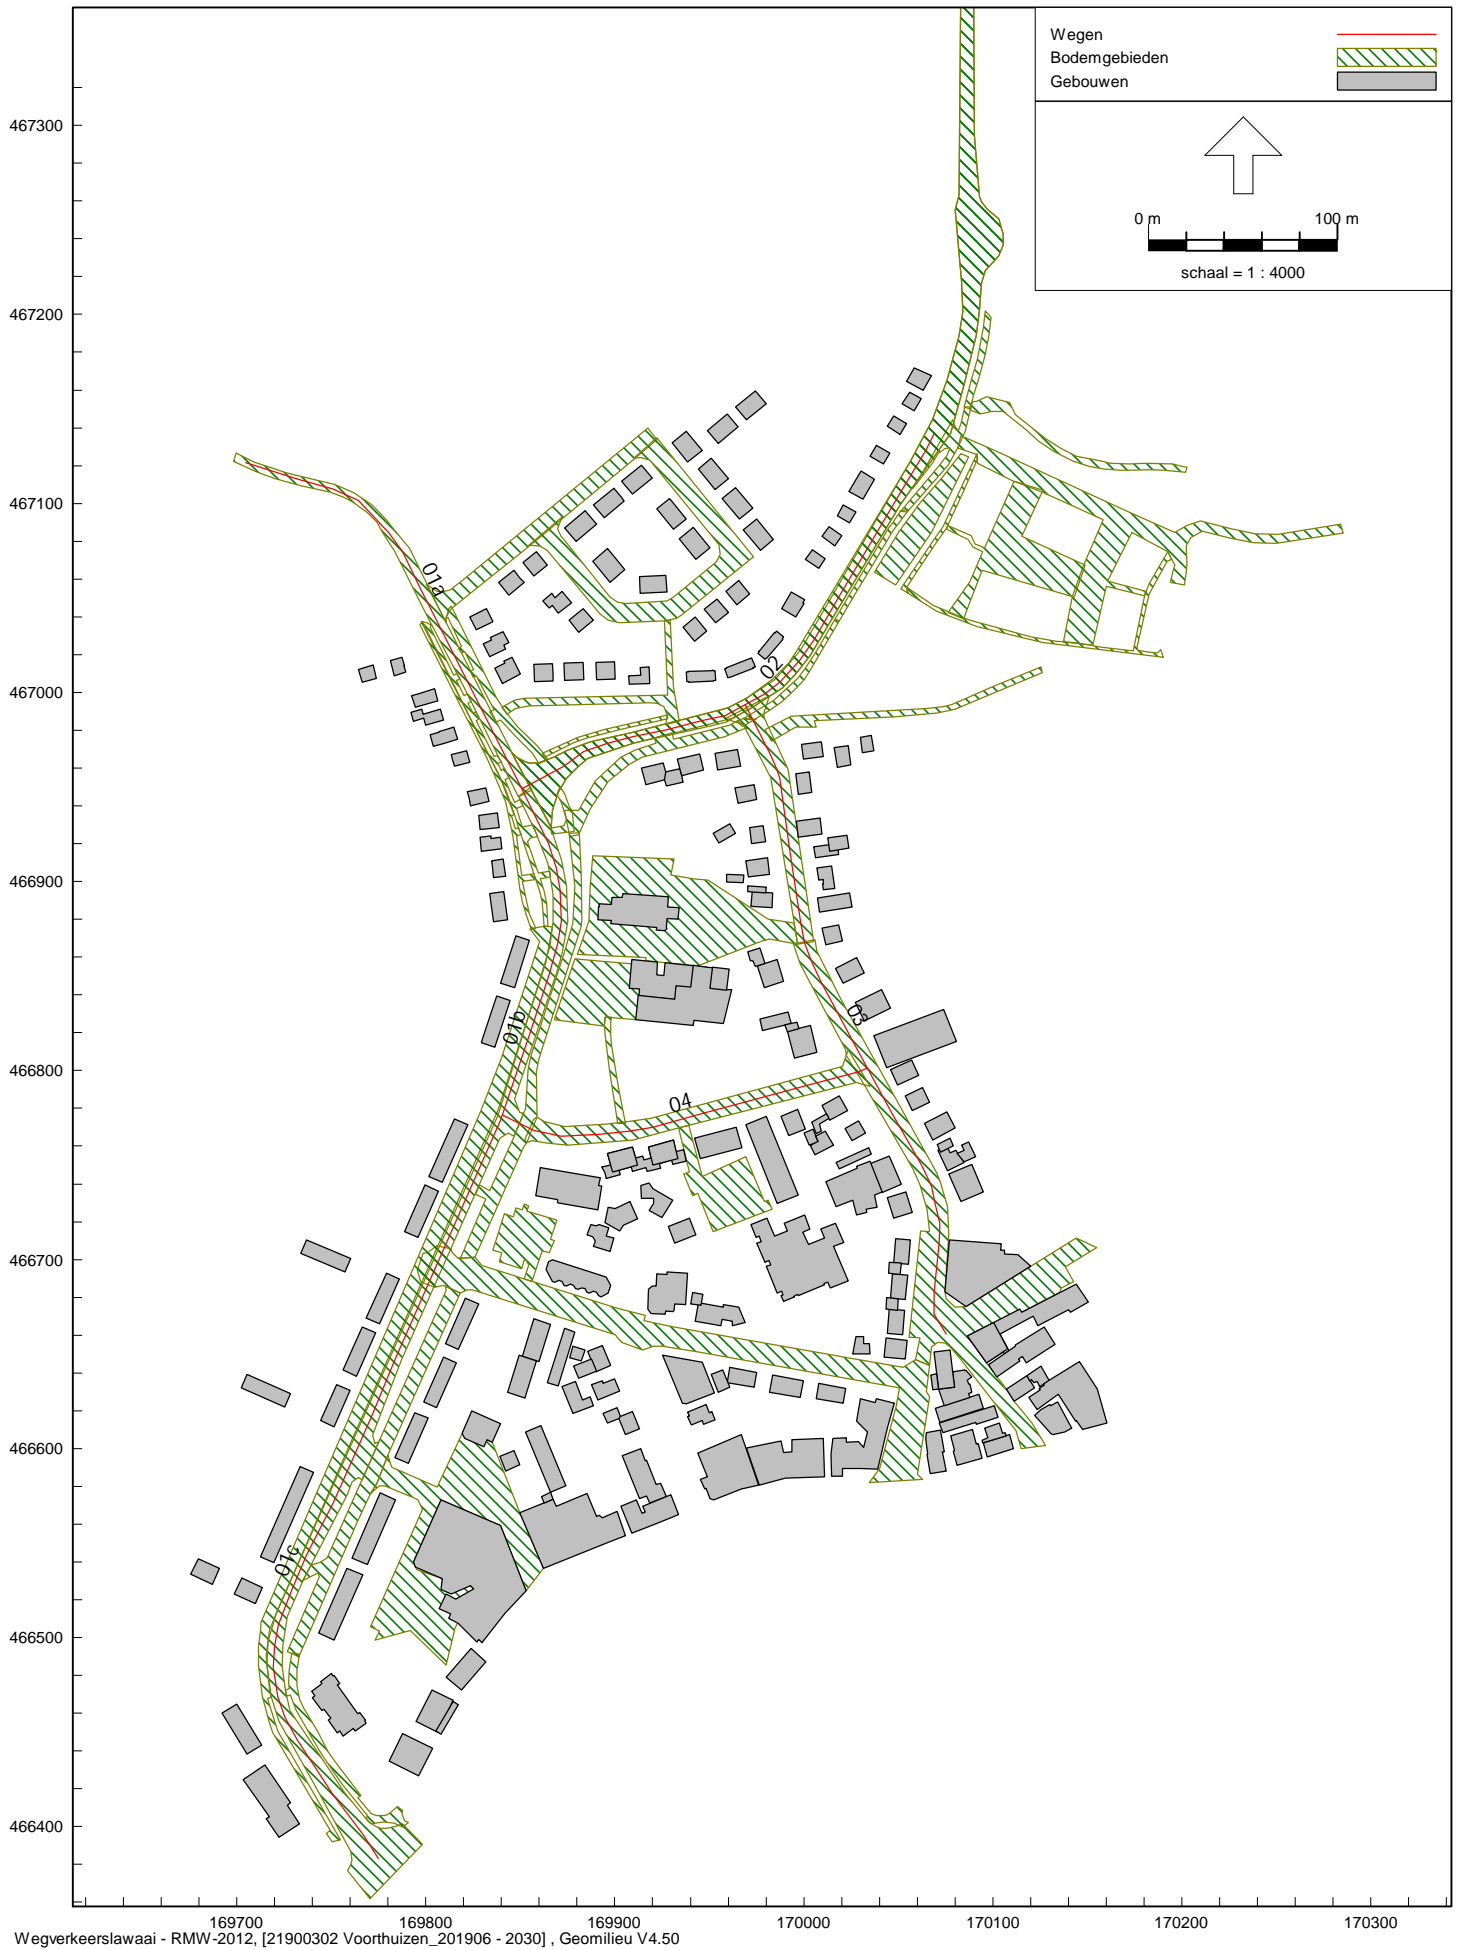 Wegen
Bodemgebieden
Gebouwen
0 m 100 m
schaal = 1 : 4000
467300
467200
467100
467000
466900
466800
466700
466600
466500
466400
01a
02
01b
03
04
01c
169700 169800 169900 170000 170100 170200 170300
Wegverkeerslawaai - RMW-2012, [21900302 Voorthuizen_201906 - 2030] , Geomilieu V4.50